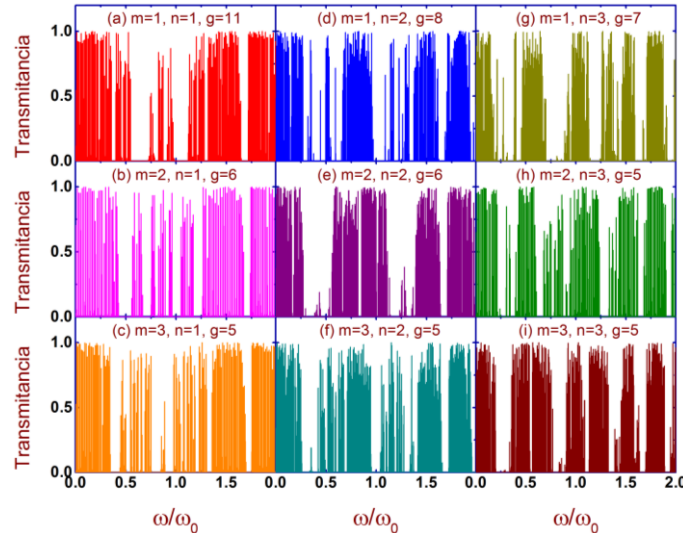 (a) m=1, n=1, g=11
(d) m=1, n=2, g=8
(g) m=1, n=3, g=7
Transmitancia
1.0
0.5
0.0
(b) m=2, n=1, g=6
(e) m=2, n=2, g=6
(h) m=2, n=3, g=5
Transmitancia
1.0
0.5
0.0
(c) m=3, n=1, g=5
(f) m=3, n=2, g=5
(i) m=3, n=3, g=5
Transmitancia
1.0
0.5
0.0
0.0 0.5 1.0 1.5 0.0 0.5 1.0 1.5 0.0 0.5 1.0 1.5 2.0
ω/ω₀ ω/ω₀ ω/ω₀